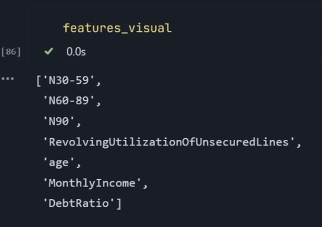 features_visual
[86] ✓ 0.0s
... ['N30-59',
'N60-89',
'N90',
'RevolvingUtilizationOfUnsecuredLines',
'age',
'MonthlyIncome',
'DebtRatio']